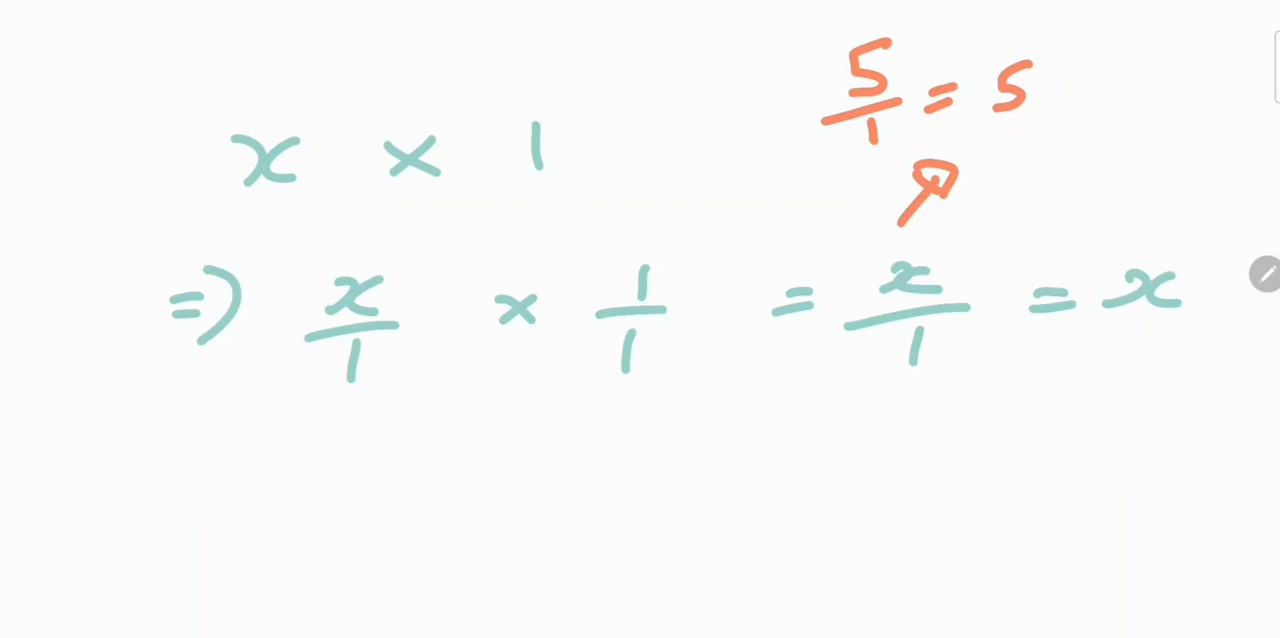 5/1 = 5
x × 1
⇒ x/1 × 1/1 = x/1 = x